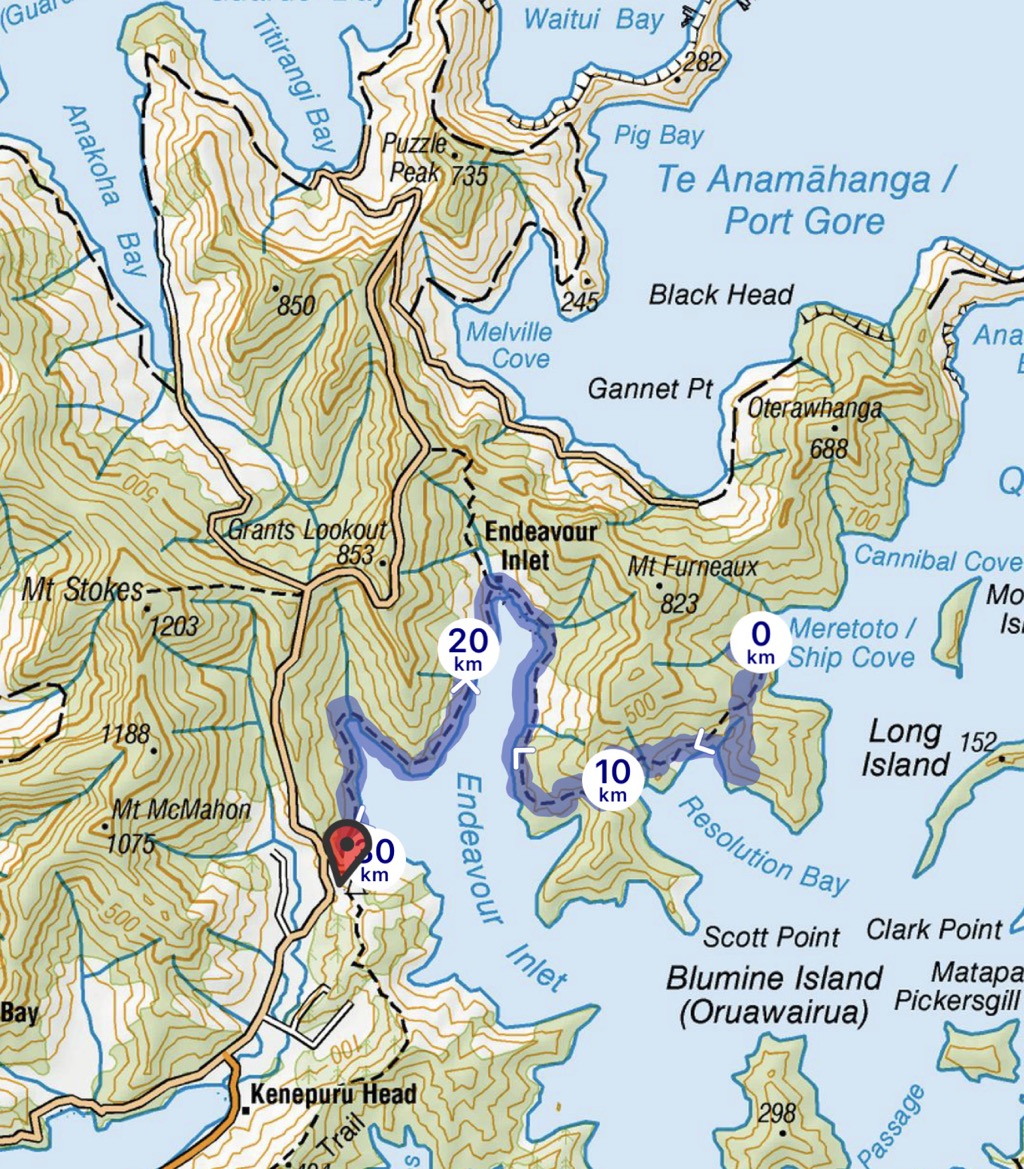 Waitui Bay
Titirangi Bay
282
Anakoha Bay
Puzzle
Peak 735
Pig Bay
Te Anamāhanga /
Port Gore
850
245
Black Head
Melville
Cove
Gannet Pt
Oterawhanga
688
500
Grants Lookout
853
Endeavour
Inlet
100
Cannibal Cove
Mt Stokes
1203
Mt Furneaux
823
0
km
Meretoto /
Ship Cove
20
km
500
1188
Long
Island
152
10
km
Mt McMahon
1075
Endeavour Inlet
Resolution Bay
30
km
500
Scott Point
Clark Point
Blumine Island
(Oruawairua)
Matapa
Pickersgill
Bay
100
Kenepuru Head
Trail
298
Passage